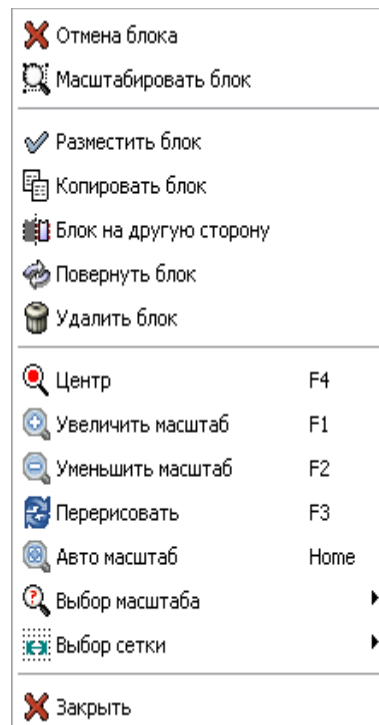 Отмена блока
Масштабировать блок
Разместить блок
Копировать блок
Блок на другую сторону
Повернуть блок
Удалить блок
Центр F4
Увеличить масштаб F1
Уменьшить масштаб F2
Перерисовать F3
Авто масштаб Home
Выбор масштаба
Выбор сетки
Закрыть